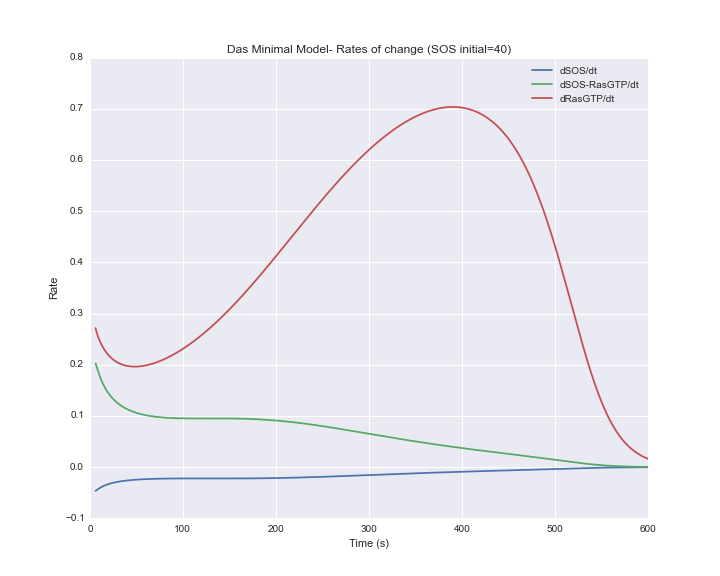 Das Minimal Model- Rates of change (SOS initial=40)
0.8
0.7
0.6
0.5
0.4
0.3
0.2
0.1
0.0
−0.1
Rate
dSOS/dt
dSOS-RasGTP/dt
dRasGTP/dt
0 100 200 300 400 500 600
Time (s)